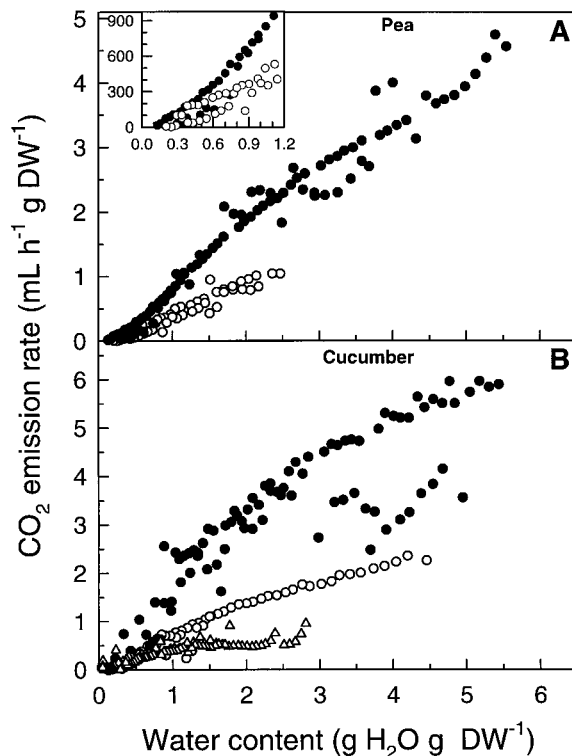 Pea
A
900
600
300
0
0.0 0.3 0.6 0.9 1.2
5
4
3
2
1
0
Cucumber
B
6
5
4
3
2
1
0
0 1 2 3 4 5 6
CO2 emission rate (mL h-1 g DW-1)
Water content (g H2O g DW-1)